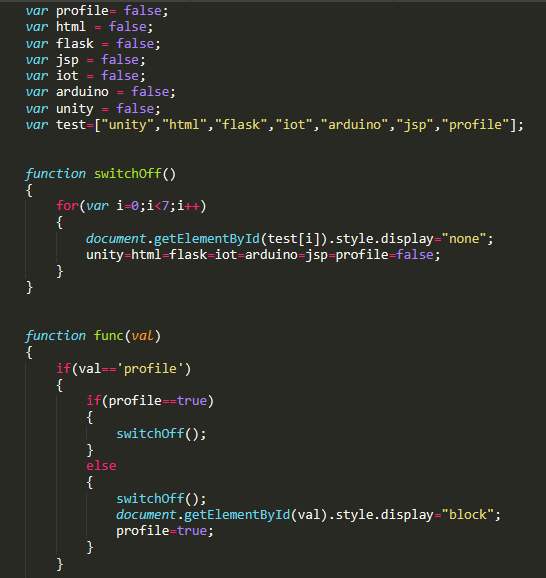 var profile= false;
var html = false;
var flask = false;
var jsp = false;
var iot = false;
var arduino = false;
var unity = false;
var test=["unity","html","flask","iot","arduino","jsp","profile"];
function switchOff()
{
for(var i=0;i<7;i++)
{
document.getElementById(test[i]).style.display="none";
unity=html=flask=iot=arduino=jsp=profile=false;
}
}
function func(val)
{
if(val=='profile')
{
if(profile==true)
{
switchOff();
}
else
{
switchOff();
document.getElementById(val).style.display="block";
profile=true;
}
}